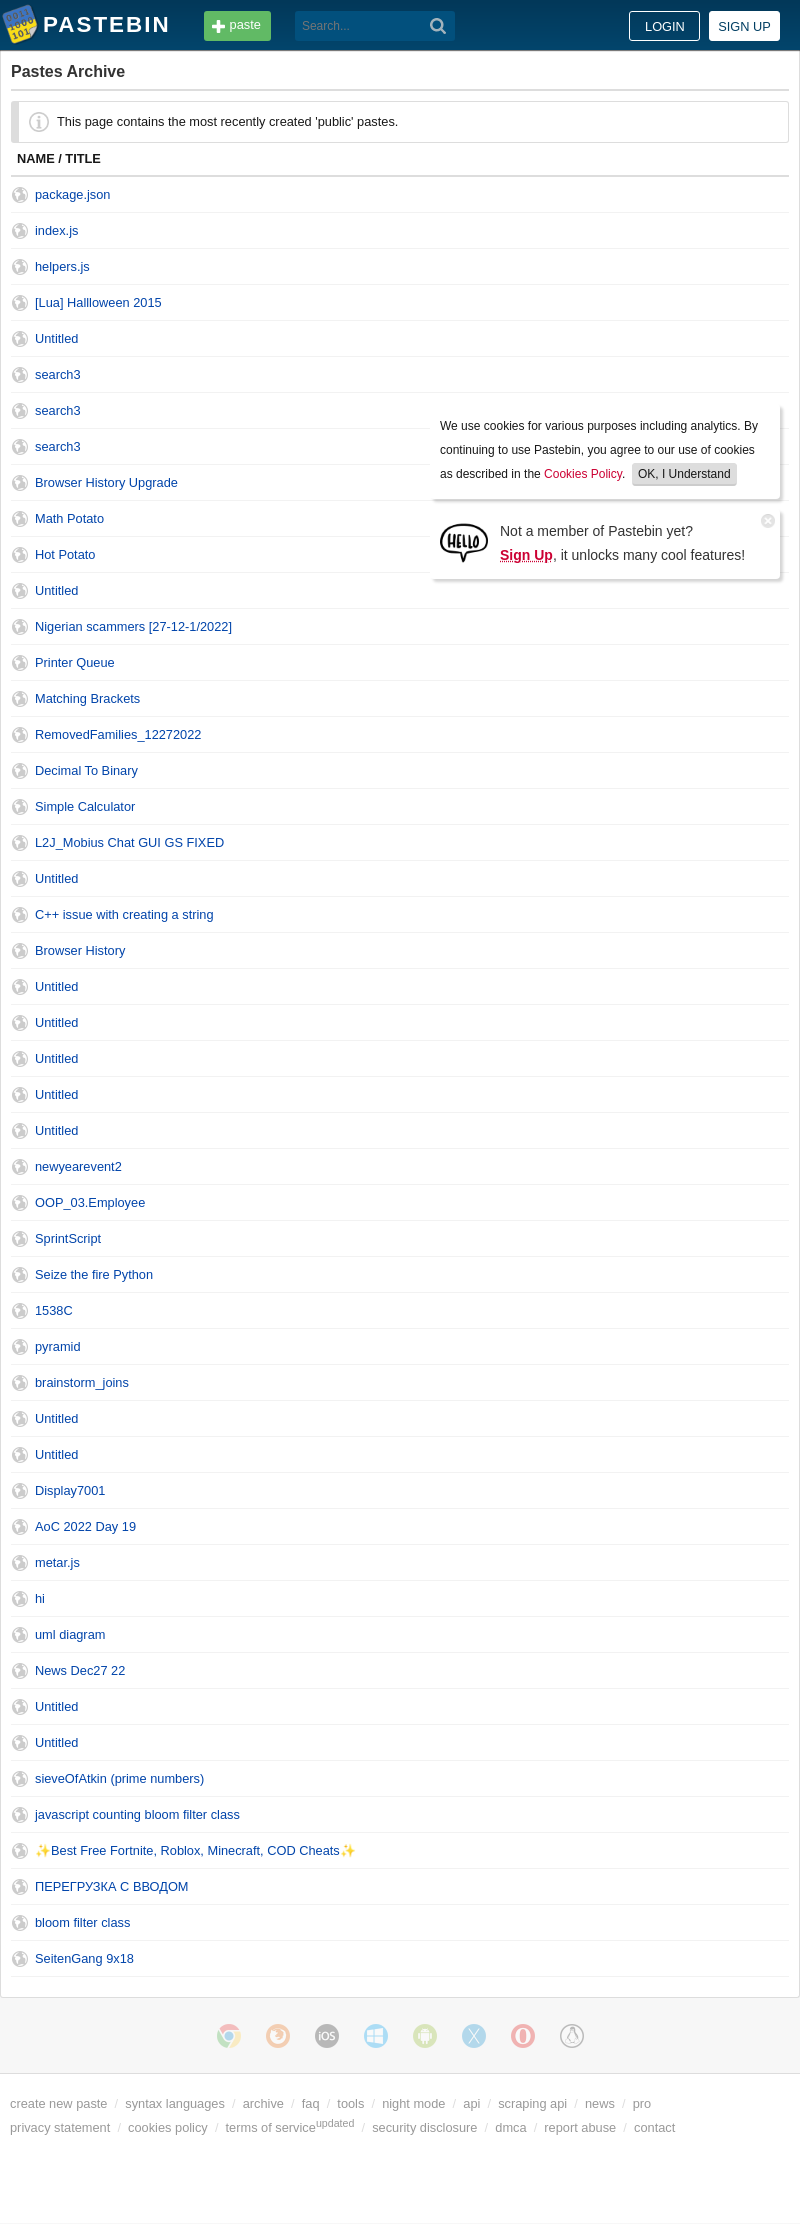 PASTEBIN paste Search... LOGIN SIGN UP
Pastes Archive
This page contains the most recently created 'public' pastes.
NAME / TITLE
package.json
index.js
helpers.js
[Lua] Hallloween 2015
Untitled
search3
search3
search3
Browser History Upgrade
Math Potato
Hot Potato
We use cookies for various purposes including analytics. By
continuing to use Pastebin, you agree to our use of cookies
as described in the Cookies Policy. OK, I Understand
HELLO
Not a member of Pastebin yet?
Sign Up, it unlocks many cool features!
Untitled
Nigerian scammers [27-12-1/2022]
Printer Queue
Matching Brackets
RemovedFamilies_12272022
Decimal To Binary
Simple Calculator
L2J_Mobius Chat GUI GS FIXED
Untitled
C++ issue with creating a string
Browser History
Untitled
Untitled
Untitled
Untitled
Untitled
newyearevent2
OOP_03.Employee
SprintScript
Seize the fire Python
1538C
pyramid
brainstorm_joins
Untitled
Untitled
Display7001
AoC 2022 Day 19
metar.js
hi
uml diagram
News Dec27 22
Untitled
Untitled
sieveOfAtkin (prime numbers)
javascript counting bloom filter class
✨Best Free Fortnite, Roblox, Minecraft, COD Cheats✨
ПЕРЕГРУЗКА С ВВОДОМ
bloom filter class
SeitenGang 9x18
iOS
create new paste / syntax languages / archive / faq / tools / night mode / api / scraping api / news / pro
privacy statement / cookies policy / terms of service updated / security disclosure / dmca / report abuse / contact